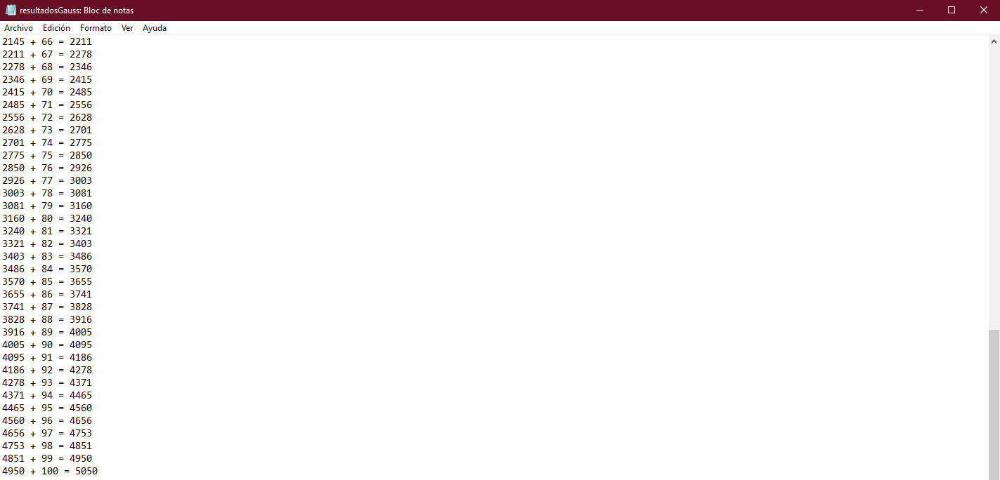 resultadosGauss: Bloc de notas
Archivo Edición Formato Ver Ayuda
2145 + 66 = 2211
2211 + 67 = 2278
2278 + 68 = 2346
2346 + 69 = 2415
2415 + 70 = 2485
2485 + 71 = 2556
2556 + 72 = 2628
2628 + 73 = 2701
2701 + 74 = 2775
2775 + 75 = 2850
2850 + 76 = 2926
2926 + 77 = 3003
3003 + 78 = 3081
3081 + 79 = 3160
3160 + 80 = 3240
3240 + 81 = 3321
3321 + 82 = 3403
3403 + 83 = 3486
3486 + 84 = 3570
3570 + 85 = 3655
3655 + 86 = 3741
3741 + 87 = 3828
3828 + 88 = 3916
3916 + 89 = 4005
4005 + 90 = 4095
4095 + 91 = 4186
4186 + 92 = 4278
4278 + 93 = 4371
4371 + 94 = 4465
4465 + 95 = 4560
4560 + 96 = 4656
4656 + 97 = 4753
4753 + 98 = 4851
4851 + 99 = 4950
4950 + 100 = 5050